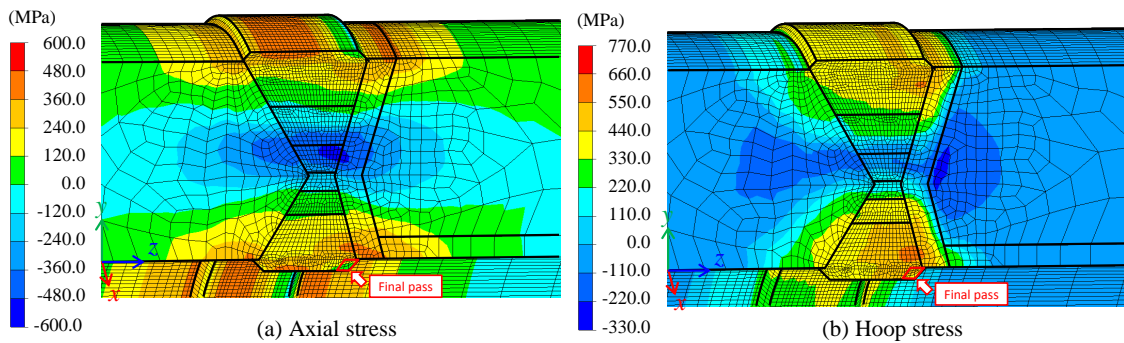 (MPa)
600.0
480.0
360.0
240.0
120.0
0.0
-120.0
-240.0
-360.0
-480.0
-600.0
y
z
x
Final pass
(a) Axial stress
(MPa)
770.0
660.0
550.0
440.0
330.0
220.0
110.0
0.0
-110.0
-220.0
-330.0
y
z
x
Final pass
(b) Hoop stress